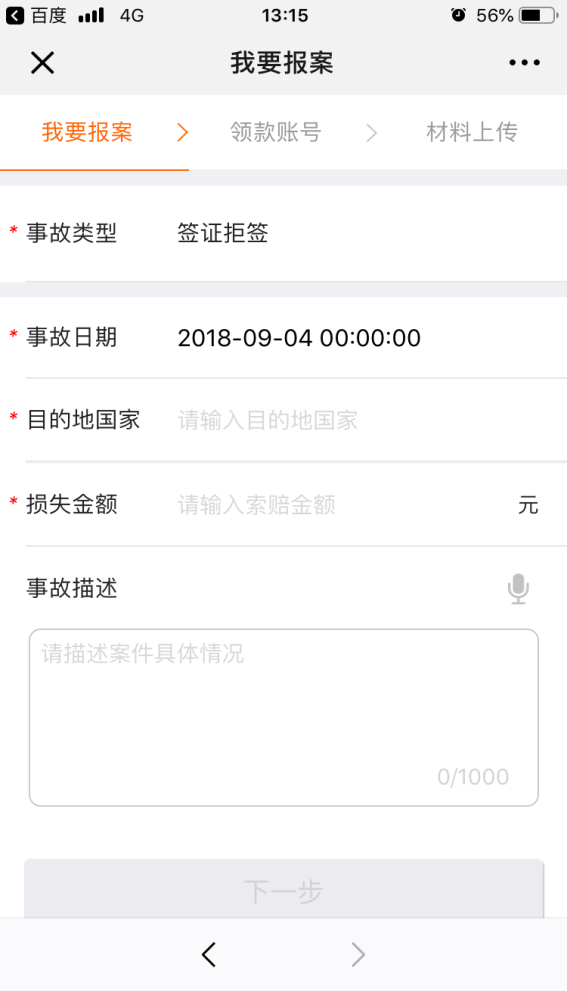 百度 4G 13:15 56%
我要报案
我要报案 领款账号 材料上传
* 事故类型 签证拒签
* 事故日期 2018-09-04 00:00:00
* 目的地国家 请输入目的地国家
* 损失金额 请输入索赔金额 元
事故描述
请描述案件具体情况
0/1000
下一步